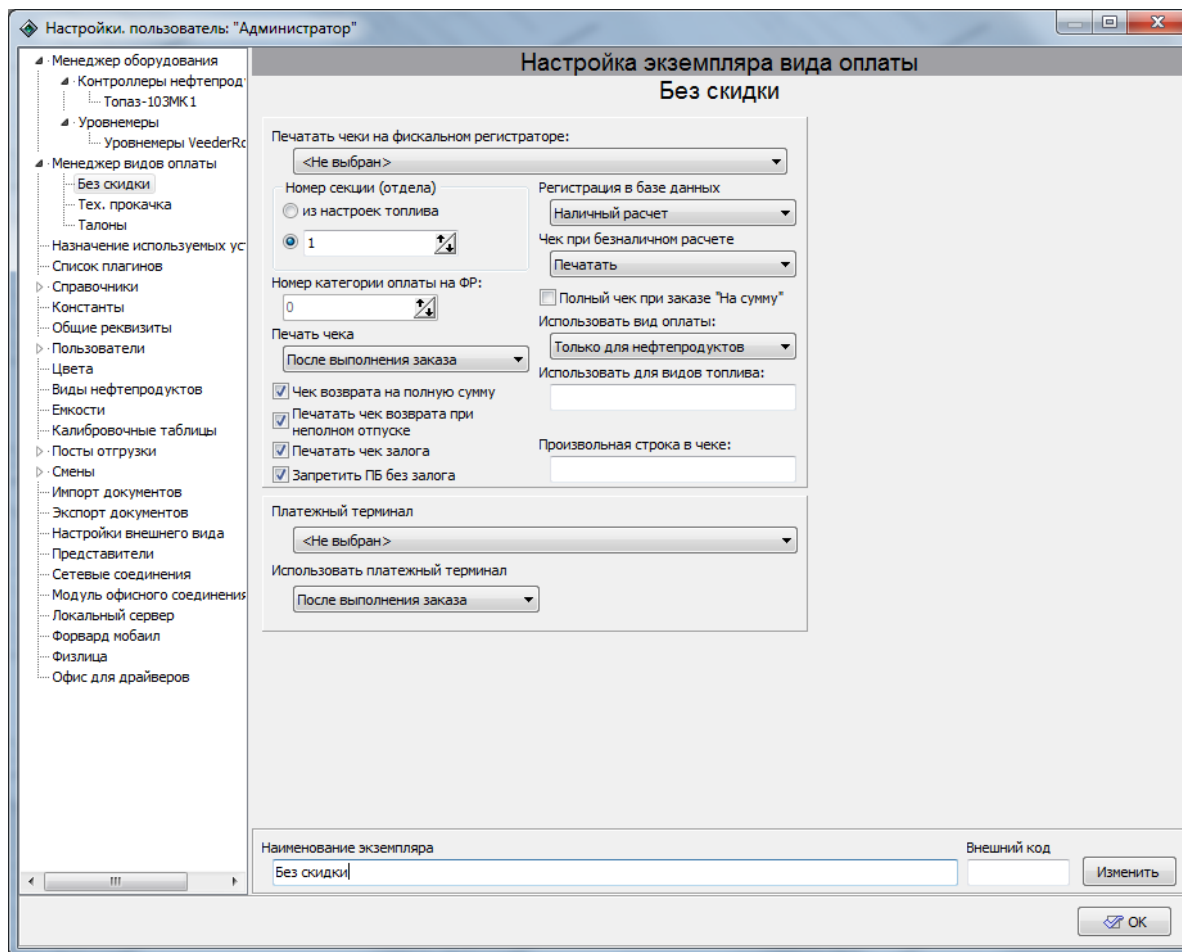 Настройки. пользователь: "Администратор"
Менеджер оборудования
Контроллеры нефтепрод
Топаз-103МК1
Уровнемеры
Уровнемеры VeederRo
Менеджер видов оплаты
Без скидки
Тех. прокачка
Талоны
Назначение используемых ус
Список плагинов
Справочники
Константы
Общие реквизиты
Пользователи
Цвета
Виды нефтепродуктов
Емкости
Калибровочные таблицы
Посты отгрузки
Смены
Импорт документов
Экспорт документов
Настройки внешнего вида
Представители
Сетевые соединения
Модуль офисного соединения
Локальный сервер
Форвард мобаил
Физлица
Офис для драйверов
Настройка экземпляра вида оплаты
Без скидки
Печатать чеки на фискальном регистраторе:
<Не выбран>
Номер секции (отдела)
из настроек топлива
1
Номер категории оплаты на ФР:
0
Печать чека
После выполнения заказа
Чек возврата на полную сумму
Печатать чек возврата при
неполном отпуске
Печатать чек залога
Запретить ПБ без залога
Регистрация в базе данных
Наличный расчет
Чек при безналичном расчете
Печатать
Полный чек при заказе "На сумму"
Использовать вид оплаты:
Только для нефтепродуктов
Использовать для видов топлива:
Произвольная строка в чеке:
Платежный терминал
<Не выбран>
Использовать платежный терминал
После выполнения заказа
Наименование экземпляра
Без скидки
Внешний код
Изменить
OK